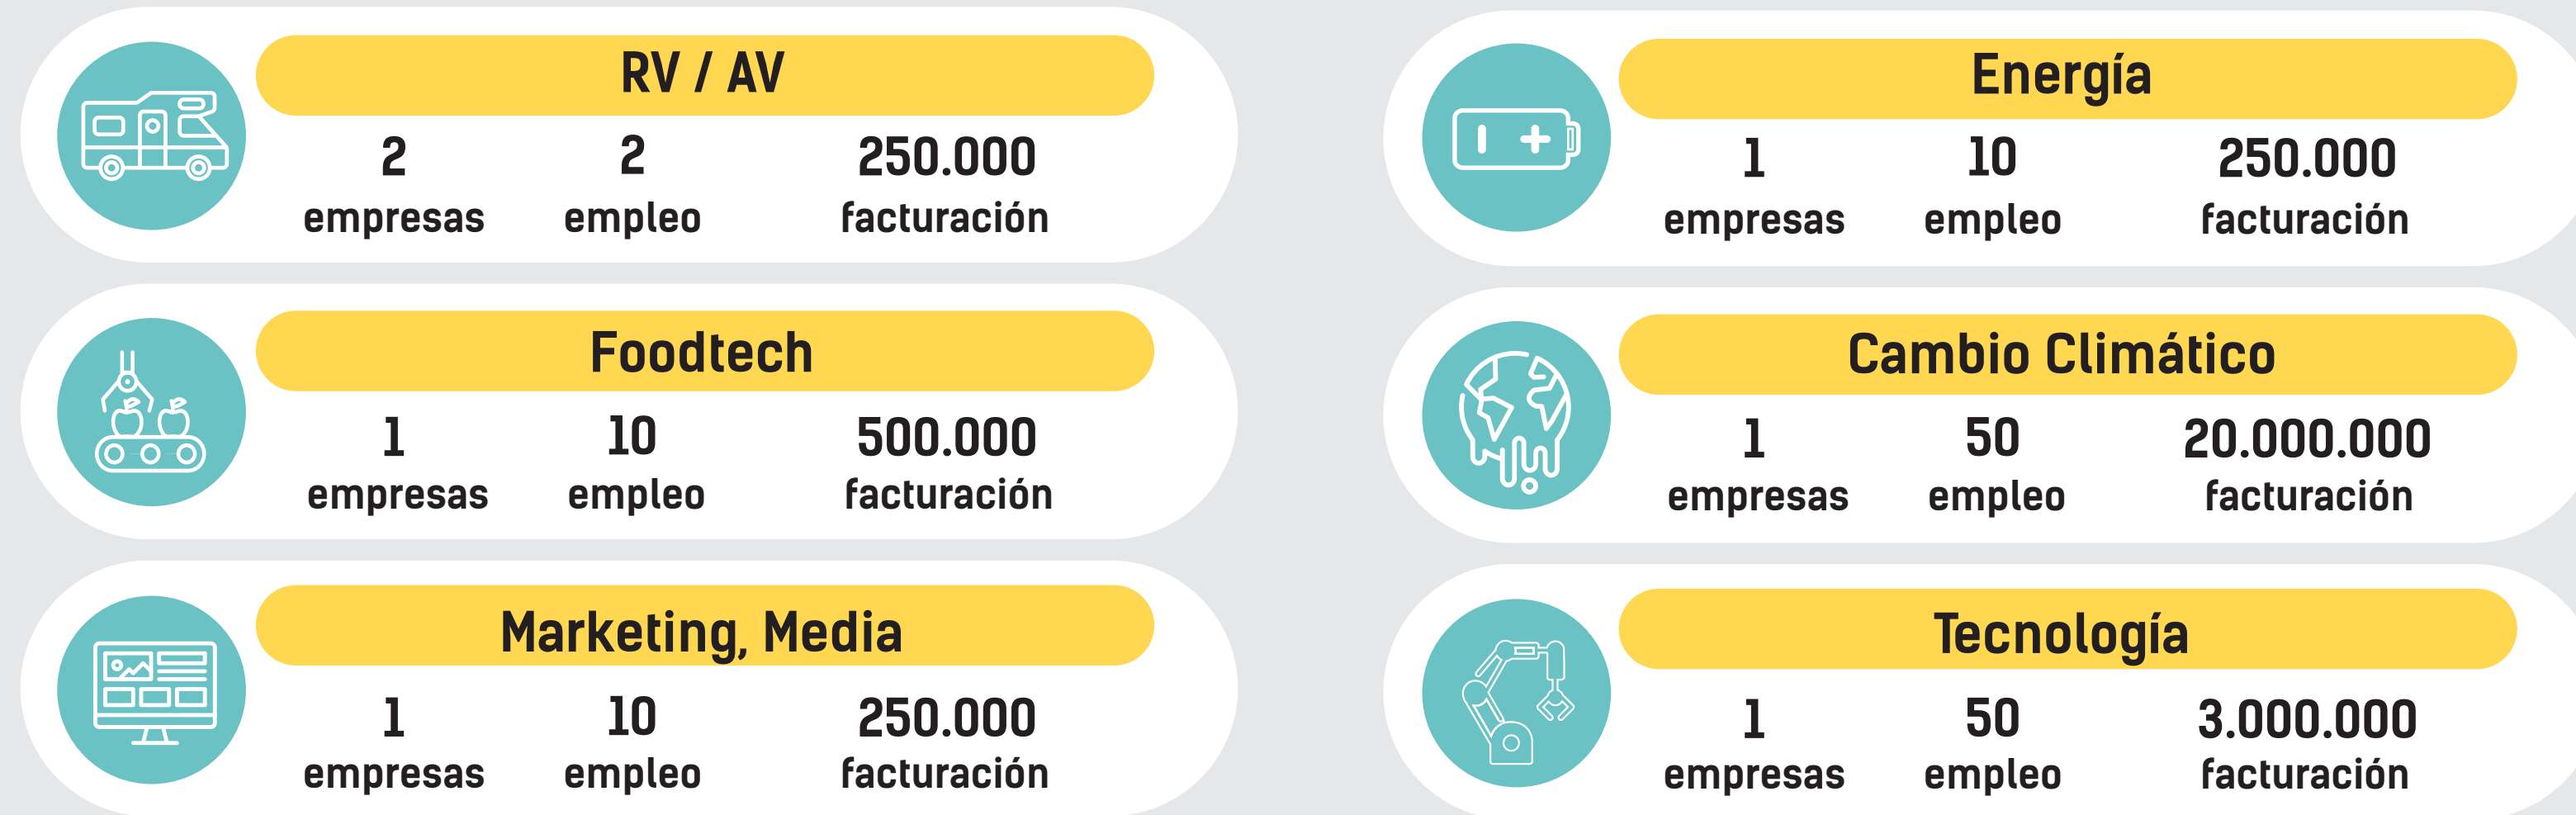 RV / AV
2 2 250.000
empresas empleo facturación
Energía
1 10 250.000
empresas empleo facturación
Foodtech
1 10 500.000
empresas empleo facturación
Cambio Climático
1 50 20.000.000
empresas empleo facturación
Marketing, Media
1 10 250.000
empresas empleo facturación
Tecnología
1 50 3.000.000
empresas empleo facturación